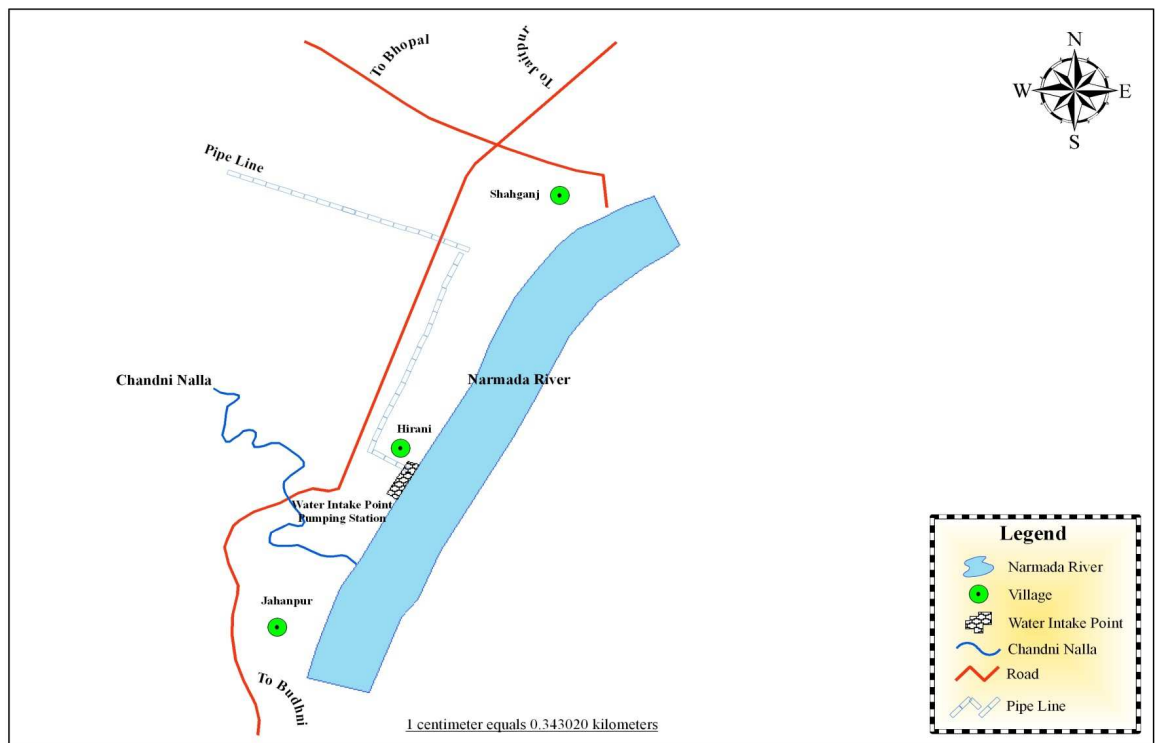 To Bhopal
To Jaitpur
N
W
E
S
Pipe Line
Shahganj
Chandni Nalla
Narmada River
Hirani
Water Intake Point
Pumping Station
Jahanpur
To Budhni
1 centimeter equals 0.343020 kilometers
Legend
Narmada River
Village
Water Intake Point
Chandni Nalla
Road
Pipe Line